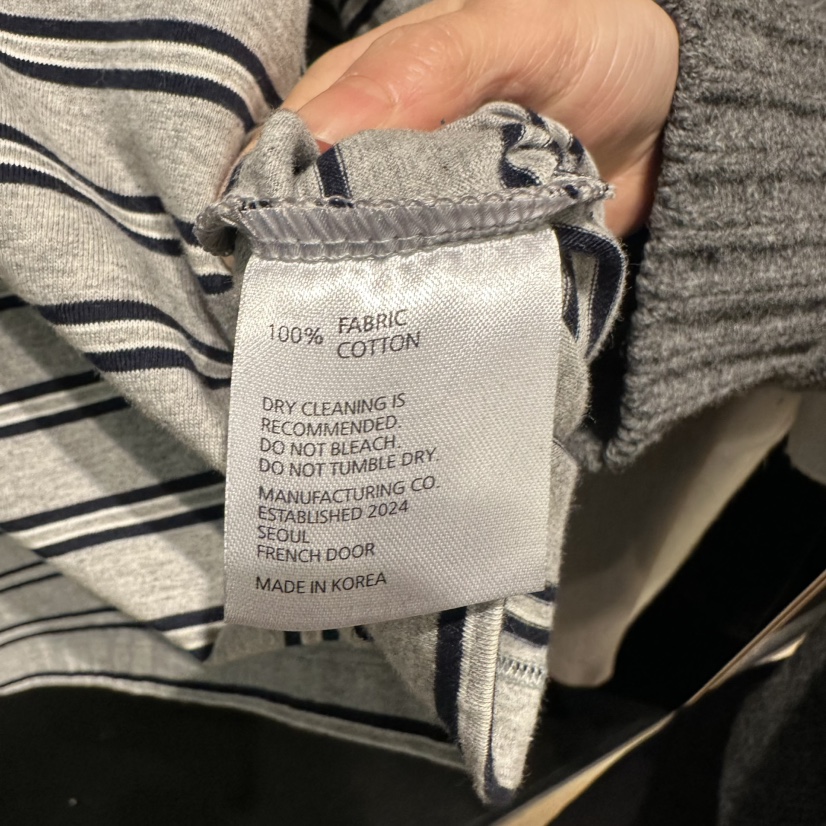 100% FABRIC
COTTON
DRY CLEANING IS
RECOMMENDED.
DO NOT BLEACH.
DO NOT TUMBLE DRY.
MANUFACTURING CO.
ESTABLISHED 2024
SEOUL
FRENCH DOOR
MADE IN KOREA